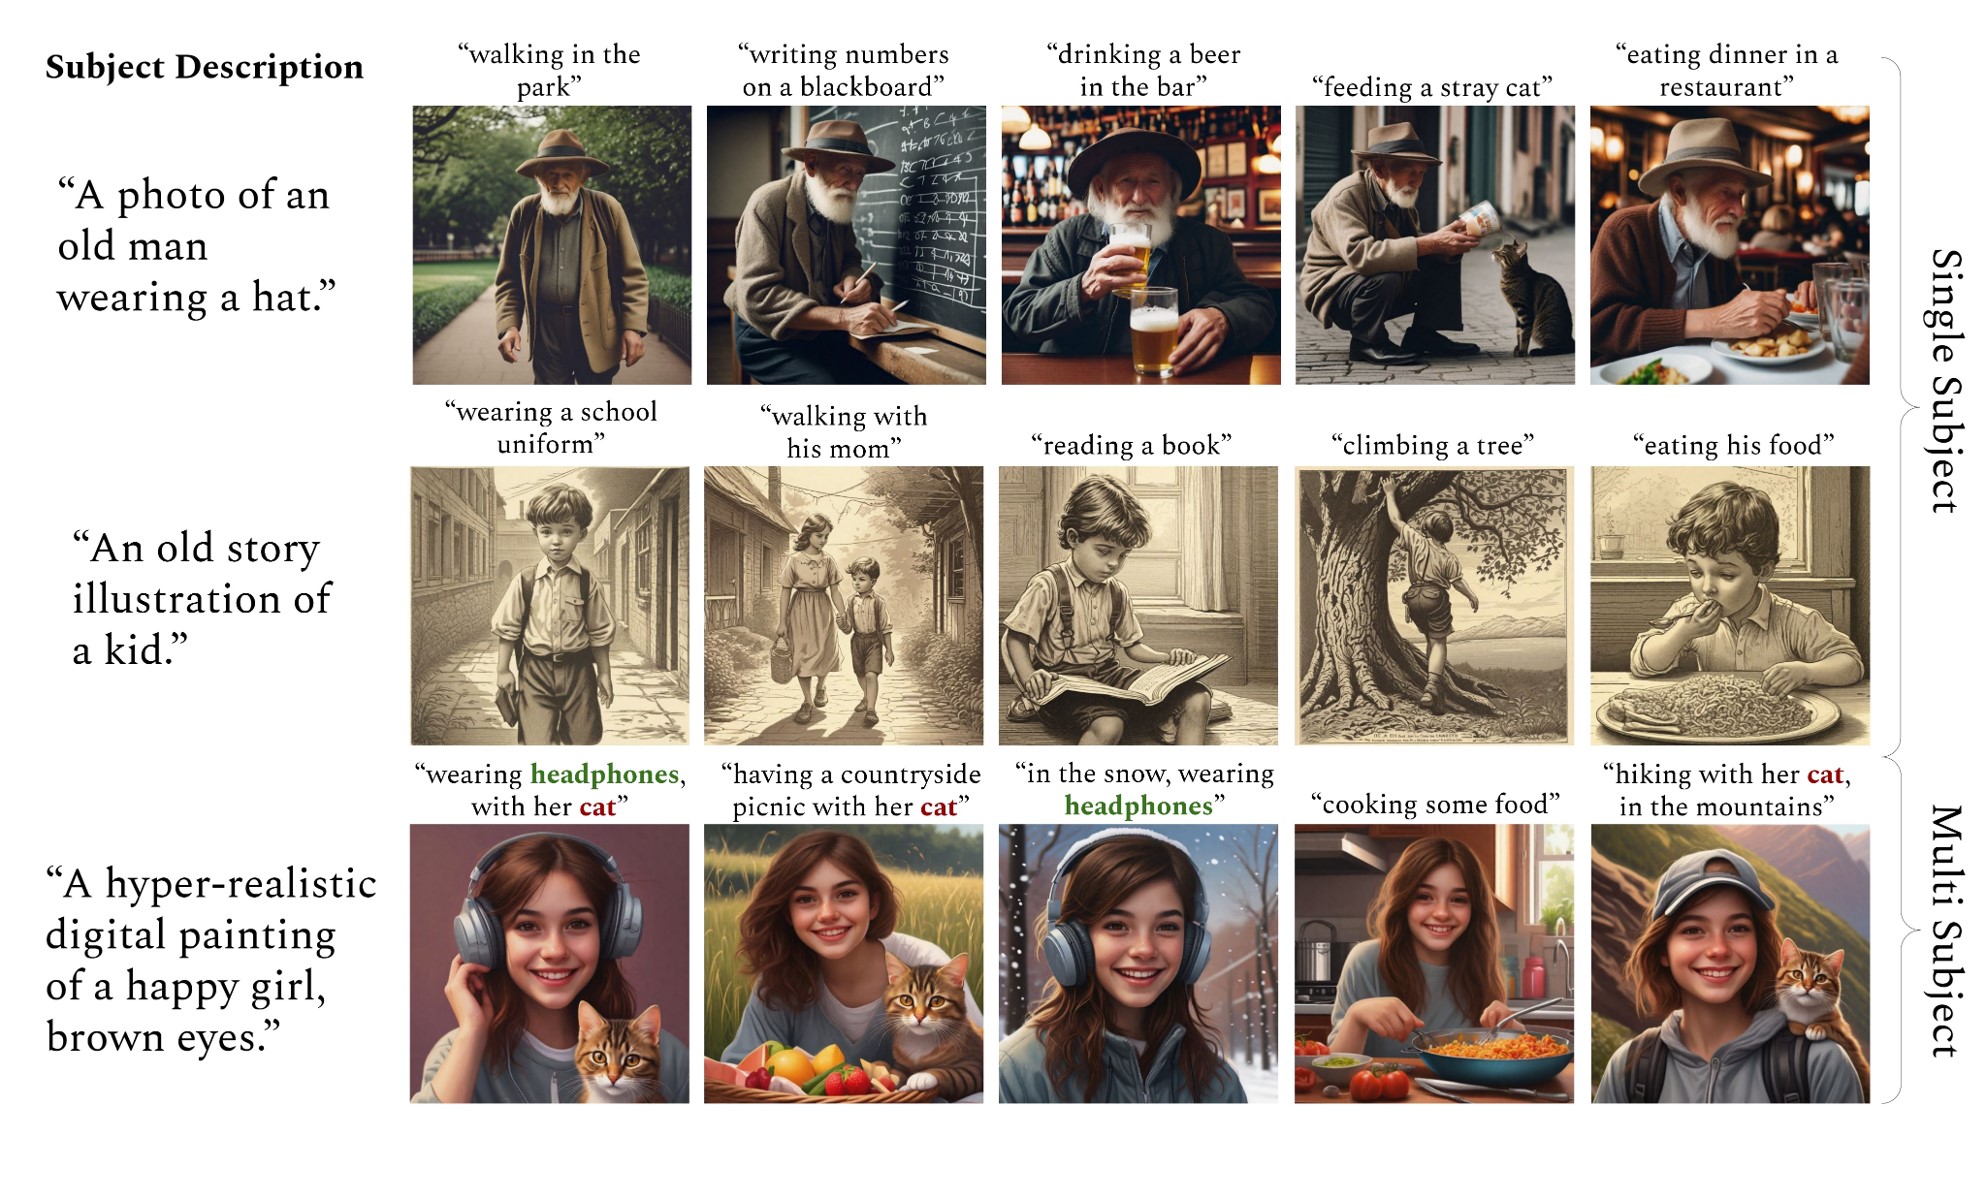 Subject Description
“walking in the
park”
“writing numbers
on a blackboard”
“drinking a beer
in the bar”
“feeding a stray cat”
“eating dinner in a
restaurant”
“A photo of an
old man
wearing a hat.”
“wearing a school
uniform”
“walking with
his mom”
“reading a book”
“climbing a tree”
“eating his food”
“An old story
illustration of
a kid.”
Single Subject
“wearing headphones,
with her cat”
“having a countryside
picnic with her cat”
“in the snow, wearing
headphones”
“cooking some food”
“hiking with her cat,
in the mountains”
“A hyper-realistic
digital painting
of a happy girl,
brown eyes.”
Multi Subject